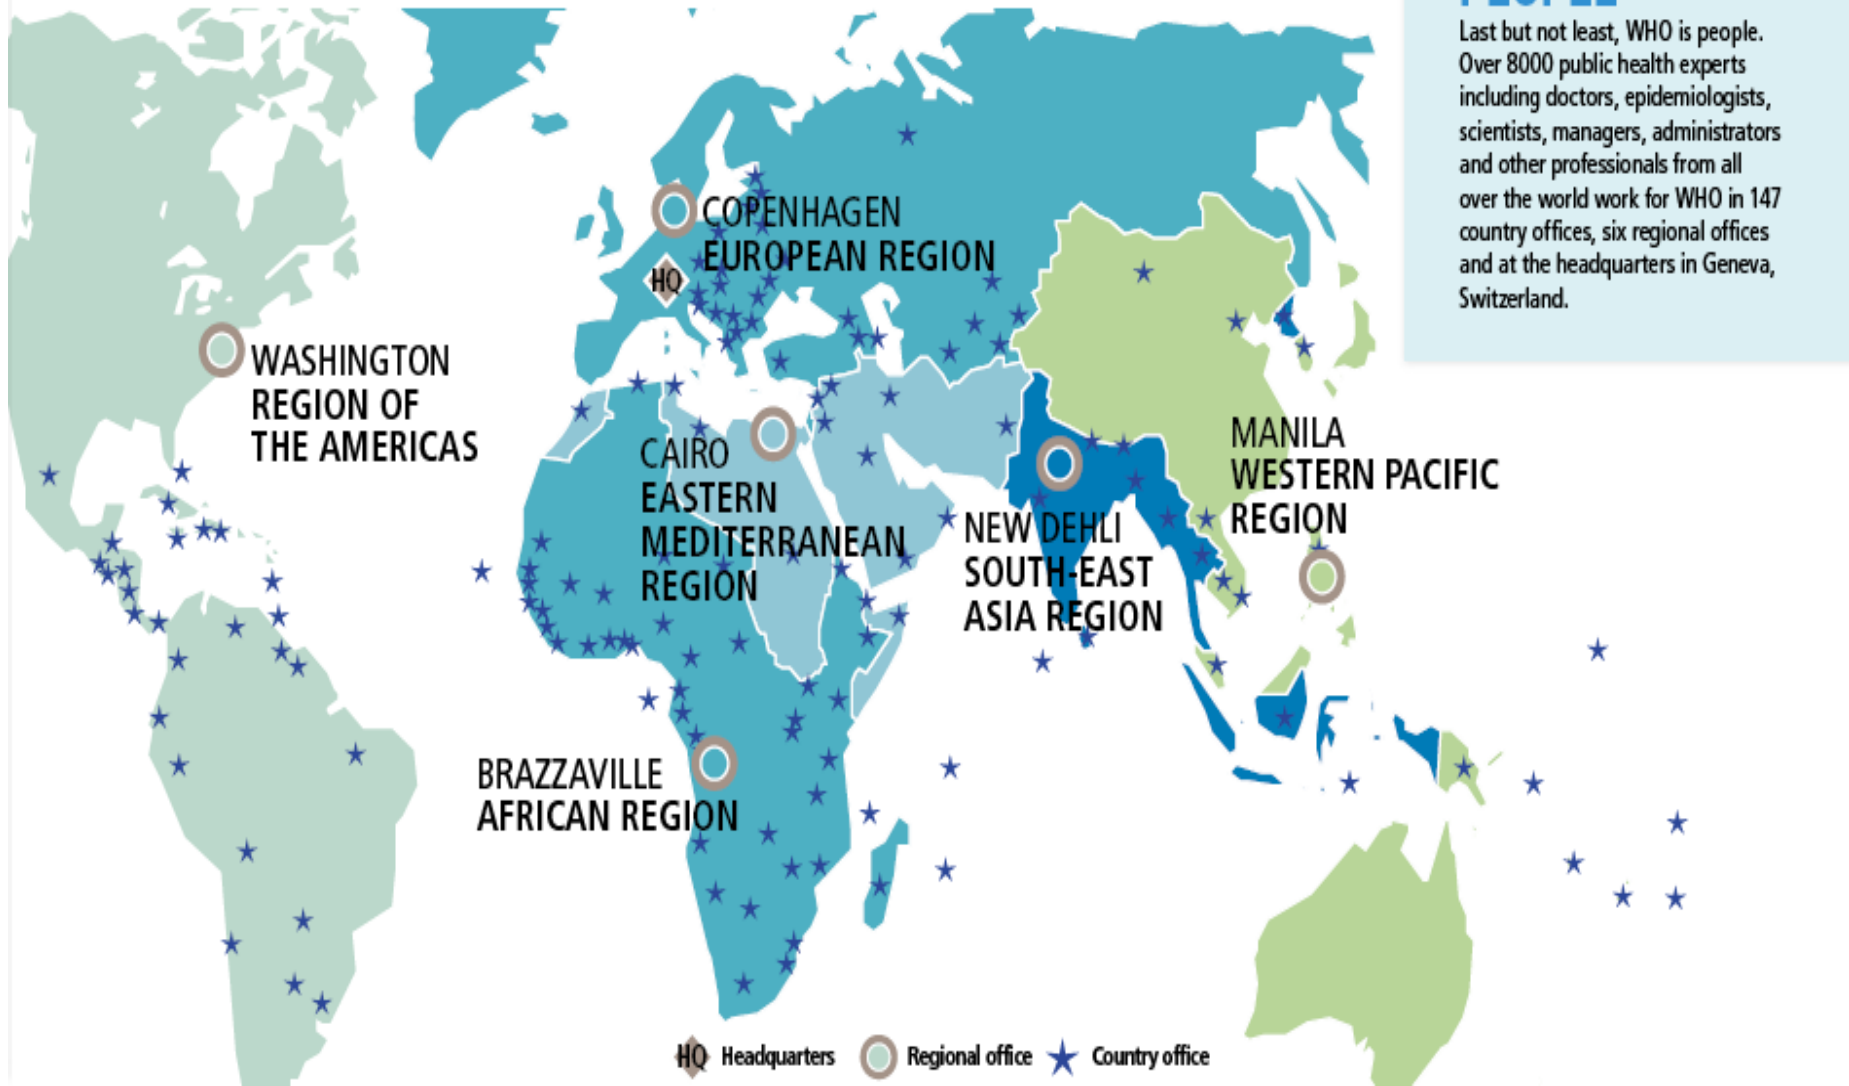 PEOPLE
Last but not least, WHO is people.
Over 8000 public health experts
including doctors, epidemiologists,
scientists, managers, administrators
and other professionals from all
over the world work for WHO in 147
country offices, six regional offices
and at the headquarters in Geneva,
Switzerland.
COPENHAGEN
EUROPEAN REGION
HQ
WASHINGTON
REGION OF
THE AMERICAS
CAIRO
EASTERN
MEDITERRANEAN
REGION
MANILA
WESTERN PACIFIC
REGION
NEW DEHLI
SOUTH-EAST
ASIA REGION
BRAZZAVILLE
AFRICAN REGION
HQ Headquarters
Regional office
Country office